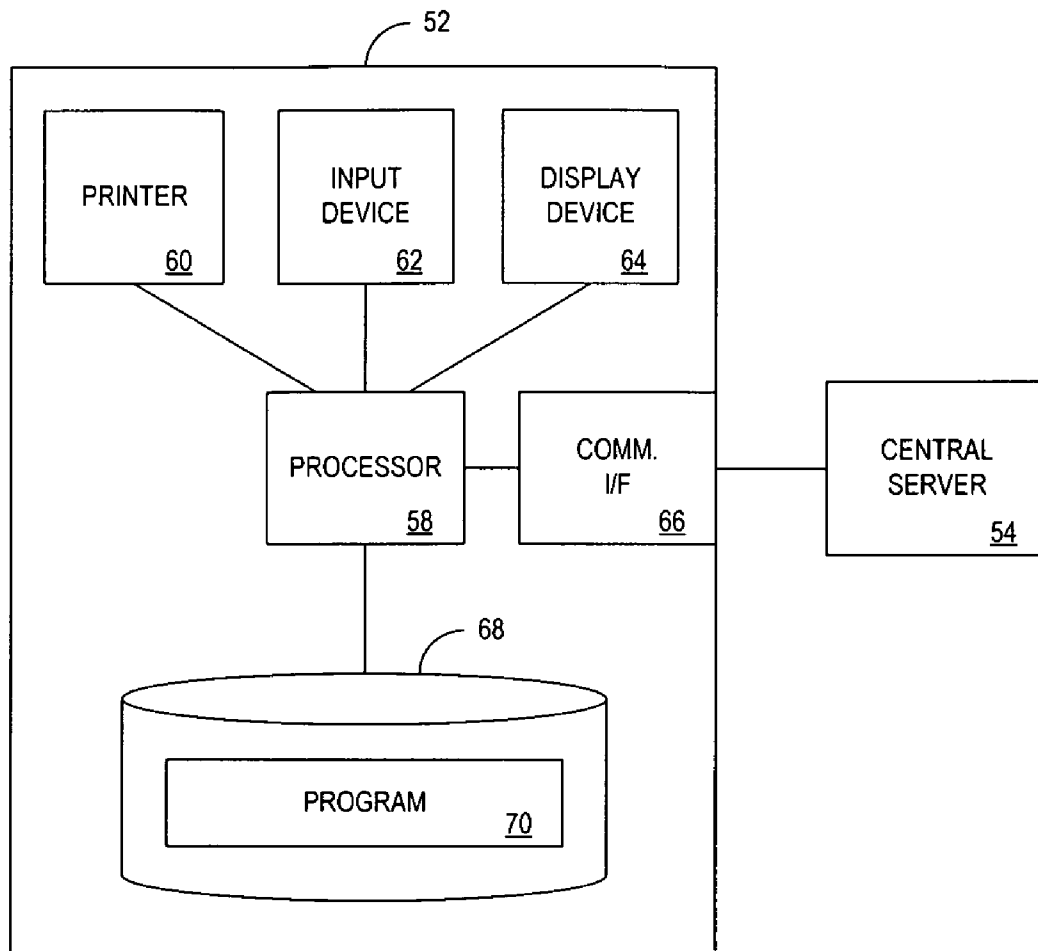 52
PRINTER
60
INPUT
DEVICE
62
DISPLAY
DEVICE
64
PROCESSOR
58
COMM.
I/F
66
CENTRAL
SERVER
54
68
PROGRAM
70